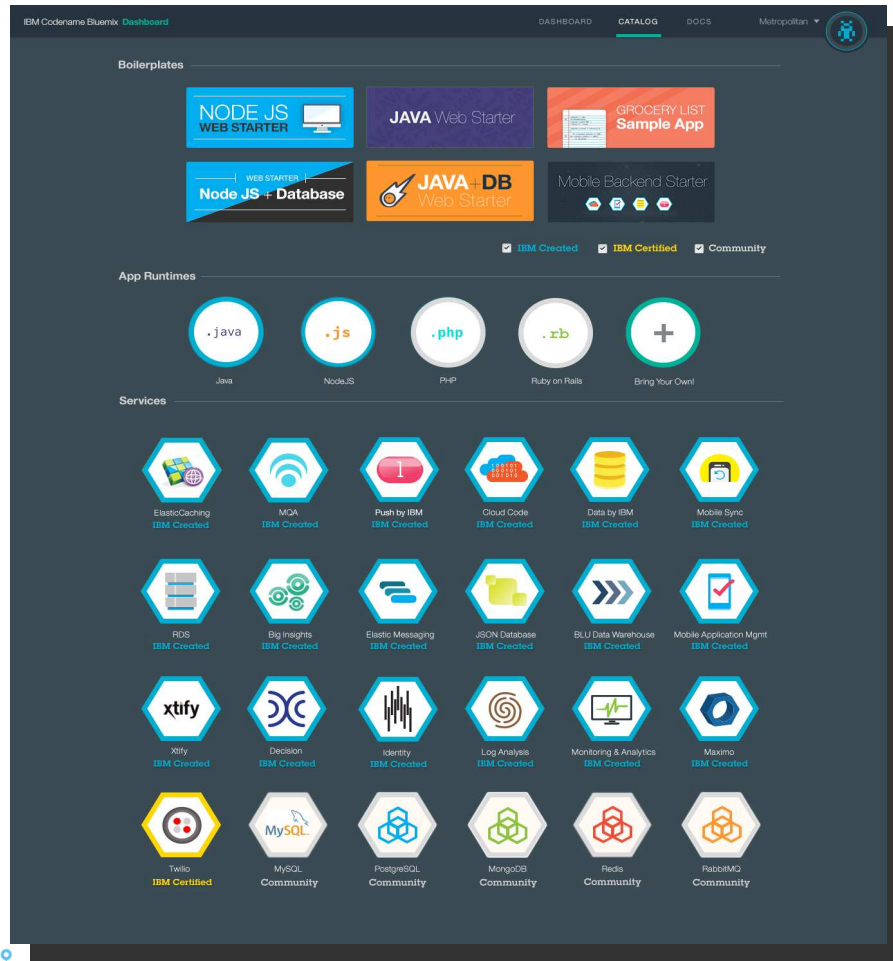 IBM Codename Bluemix Dashboard
DASHBOARD CATALOG DOCS Metropolitan
Boilerplates
NODE JS
WEB STARTER
JAVA Web Starter
GROCERY LIST
Sample App
WEB STARTER
Node JS + Database
JAVA+DB
Web Starter
Mobile Backend Starter
IBM Created IBM Certified Community
App Runtimes
.java .js .php .rb +
Java NodeJS PHP Ruby on Rails Bring Your Own!
Services
1
100101
000101
001010
ElasticCaching MQA Push by IBM Cloud Code Data by IBM Mobile Sync
IBM Created IBM Created IBM Created IBM Created IBM Created IBM Created
RDS Big Insights Elastic Messaging JSON Database BLU Data Warehouse Mobile Application Mgmt
IBM Created IBM Created IBM Created IBM Created IBM Created IBM Created
xtify
Xtify Decision Identity Log Analysis Monitoring & Analytics Maximo
IBM Created IBM Created IBM Created IBM Created IBM Created IBM Created
MySQL
Twilio MySQL PostgreSQL MongoDB Redis RabbitMQ
IBM Certified Community Community Community Community Community